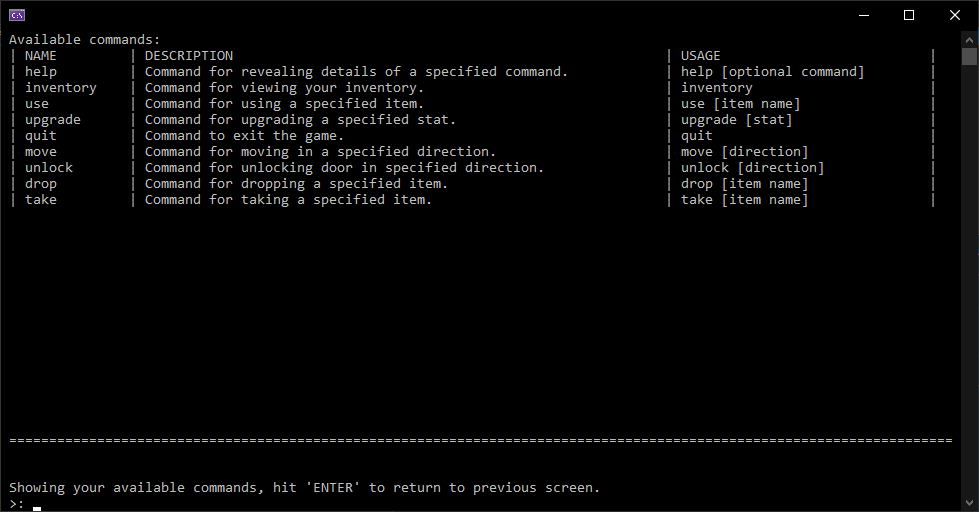 Available commands:
| NAME | DESCRIPTION | USAGE |
| help | Command for revealing details of a specified command. | help [optional command] |
| inventory | Command for viewing your inventory. | inventory |
| use | Command for using a specified item. | use [item name] |
| upgrade | Command for upgrading a specified stat. | upgrade [stat] |
| quit | Command to exit the game. | quit |
| move | Command for moving in a specified direction. | move [direction] |
| unlock | Command for unlocking door in specified direction. | unlock [direction] |
| drop | Command for dropping a specified item. | drop [item name] |
| take | Command for taking a specified item. | take [item name] |
======================================================================================================================
Showing your available commands, hit 'ENTER' to return to previous screen.
>: